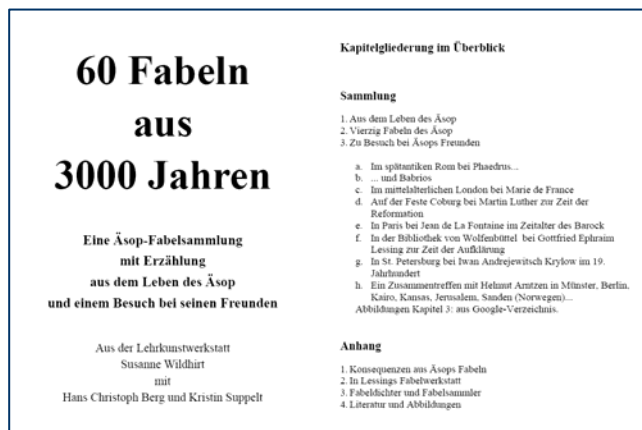 60 Fabeln
aus
3000 Jahren
Eine Äsop-Fabelsammlung
mit Erzählung
aus dem Leben des Äsop
und einem Besuch bei seinen Freunden
Aus der Lehrkunstwerkstatt
Susanne Wildhirt
mit
Hans Christoph Berg und Kristin Suppelt
Kapitelgliederung im Überblick
Sammlung
1. Aus dem Leben des Äsop
2. Vierzig Fabeln des Äsop
3. Zu Besuch bei Äsops Freunden
a. Im spätantiken Rom bei Phaedrus...
b. ... und Babrios
c. Im mittelalterlichen London bei Marie de France
d. Auf der Feste Coburg bei Martin Luther zur Zeit der
Reformation
e. In Paris bei Jean de La Fontaine im Zeitalter des Barock
f. In der Bibliothek von Wolfenbüttel bei Gottfried Ephraim
Lessing zur Zeit der Aufklärung
g. In St. Petersburg bei Iwan Andrejewitsch Krylow im 19.
Jahrhundert
h. Ein Zusammentreffen mit Helmut Arntzen in Münster, Berlin,
Kairo, Kansas, Jerusalem, Sanden (Norwegen)...
Abbildungen Kapitel 3: aus Google-Verzeichnis.
Anhang
1. Konsequenzen aus Äsops Fabeln
2. In Lessings Fabelwerkstatt
3. Fabeldichter und Fabelsammler
4. Literatur und Abbildungen